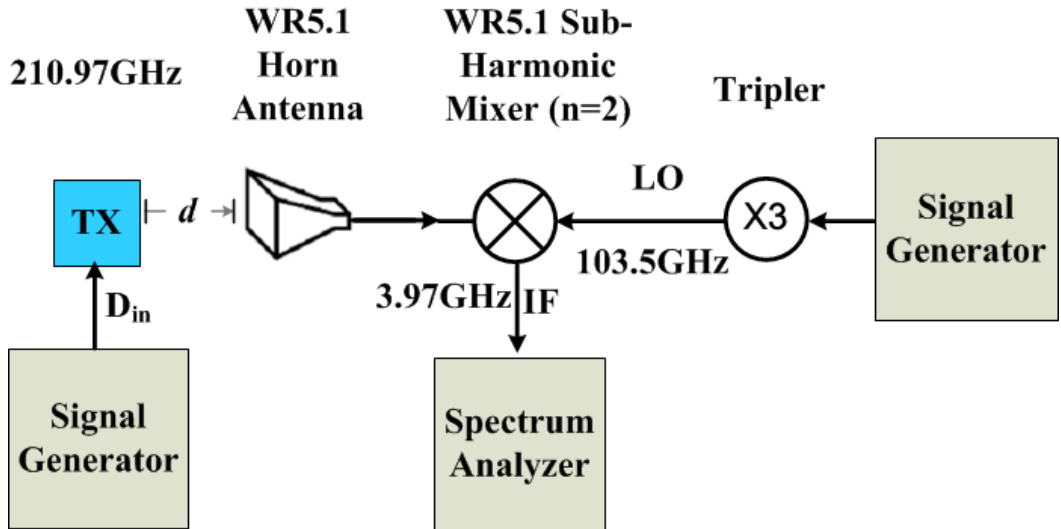 210.97GHz
WR5.1
Horn
Antenna
WR5.1 Sub-
Harmonic
Mixer (n=2)
Tripler
TX
d
LO
X3
Signal
Generator
103.5GHz
3.97GHz
IF
Din
Signal
Generator
Spectrum
Analyzer